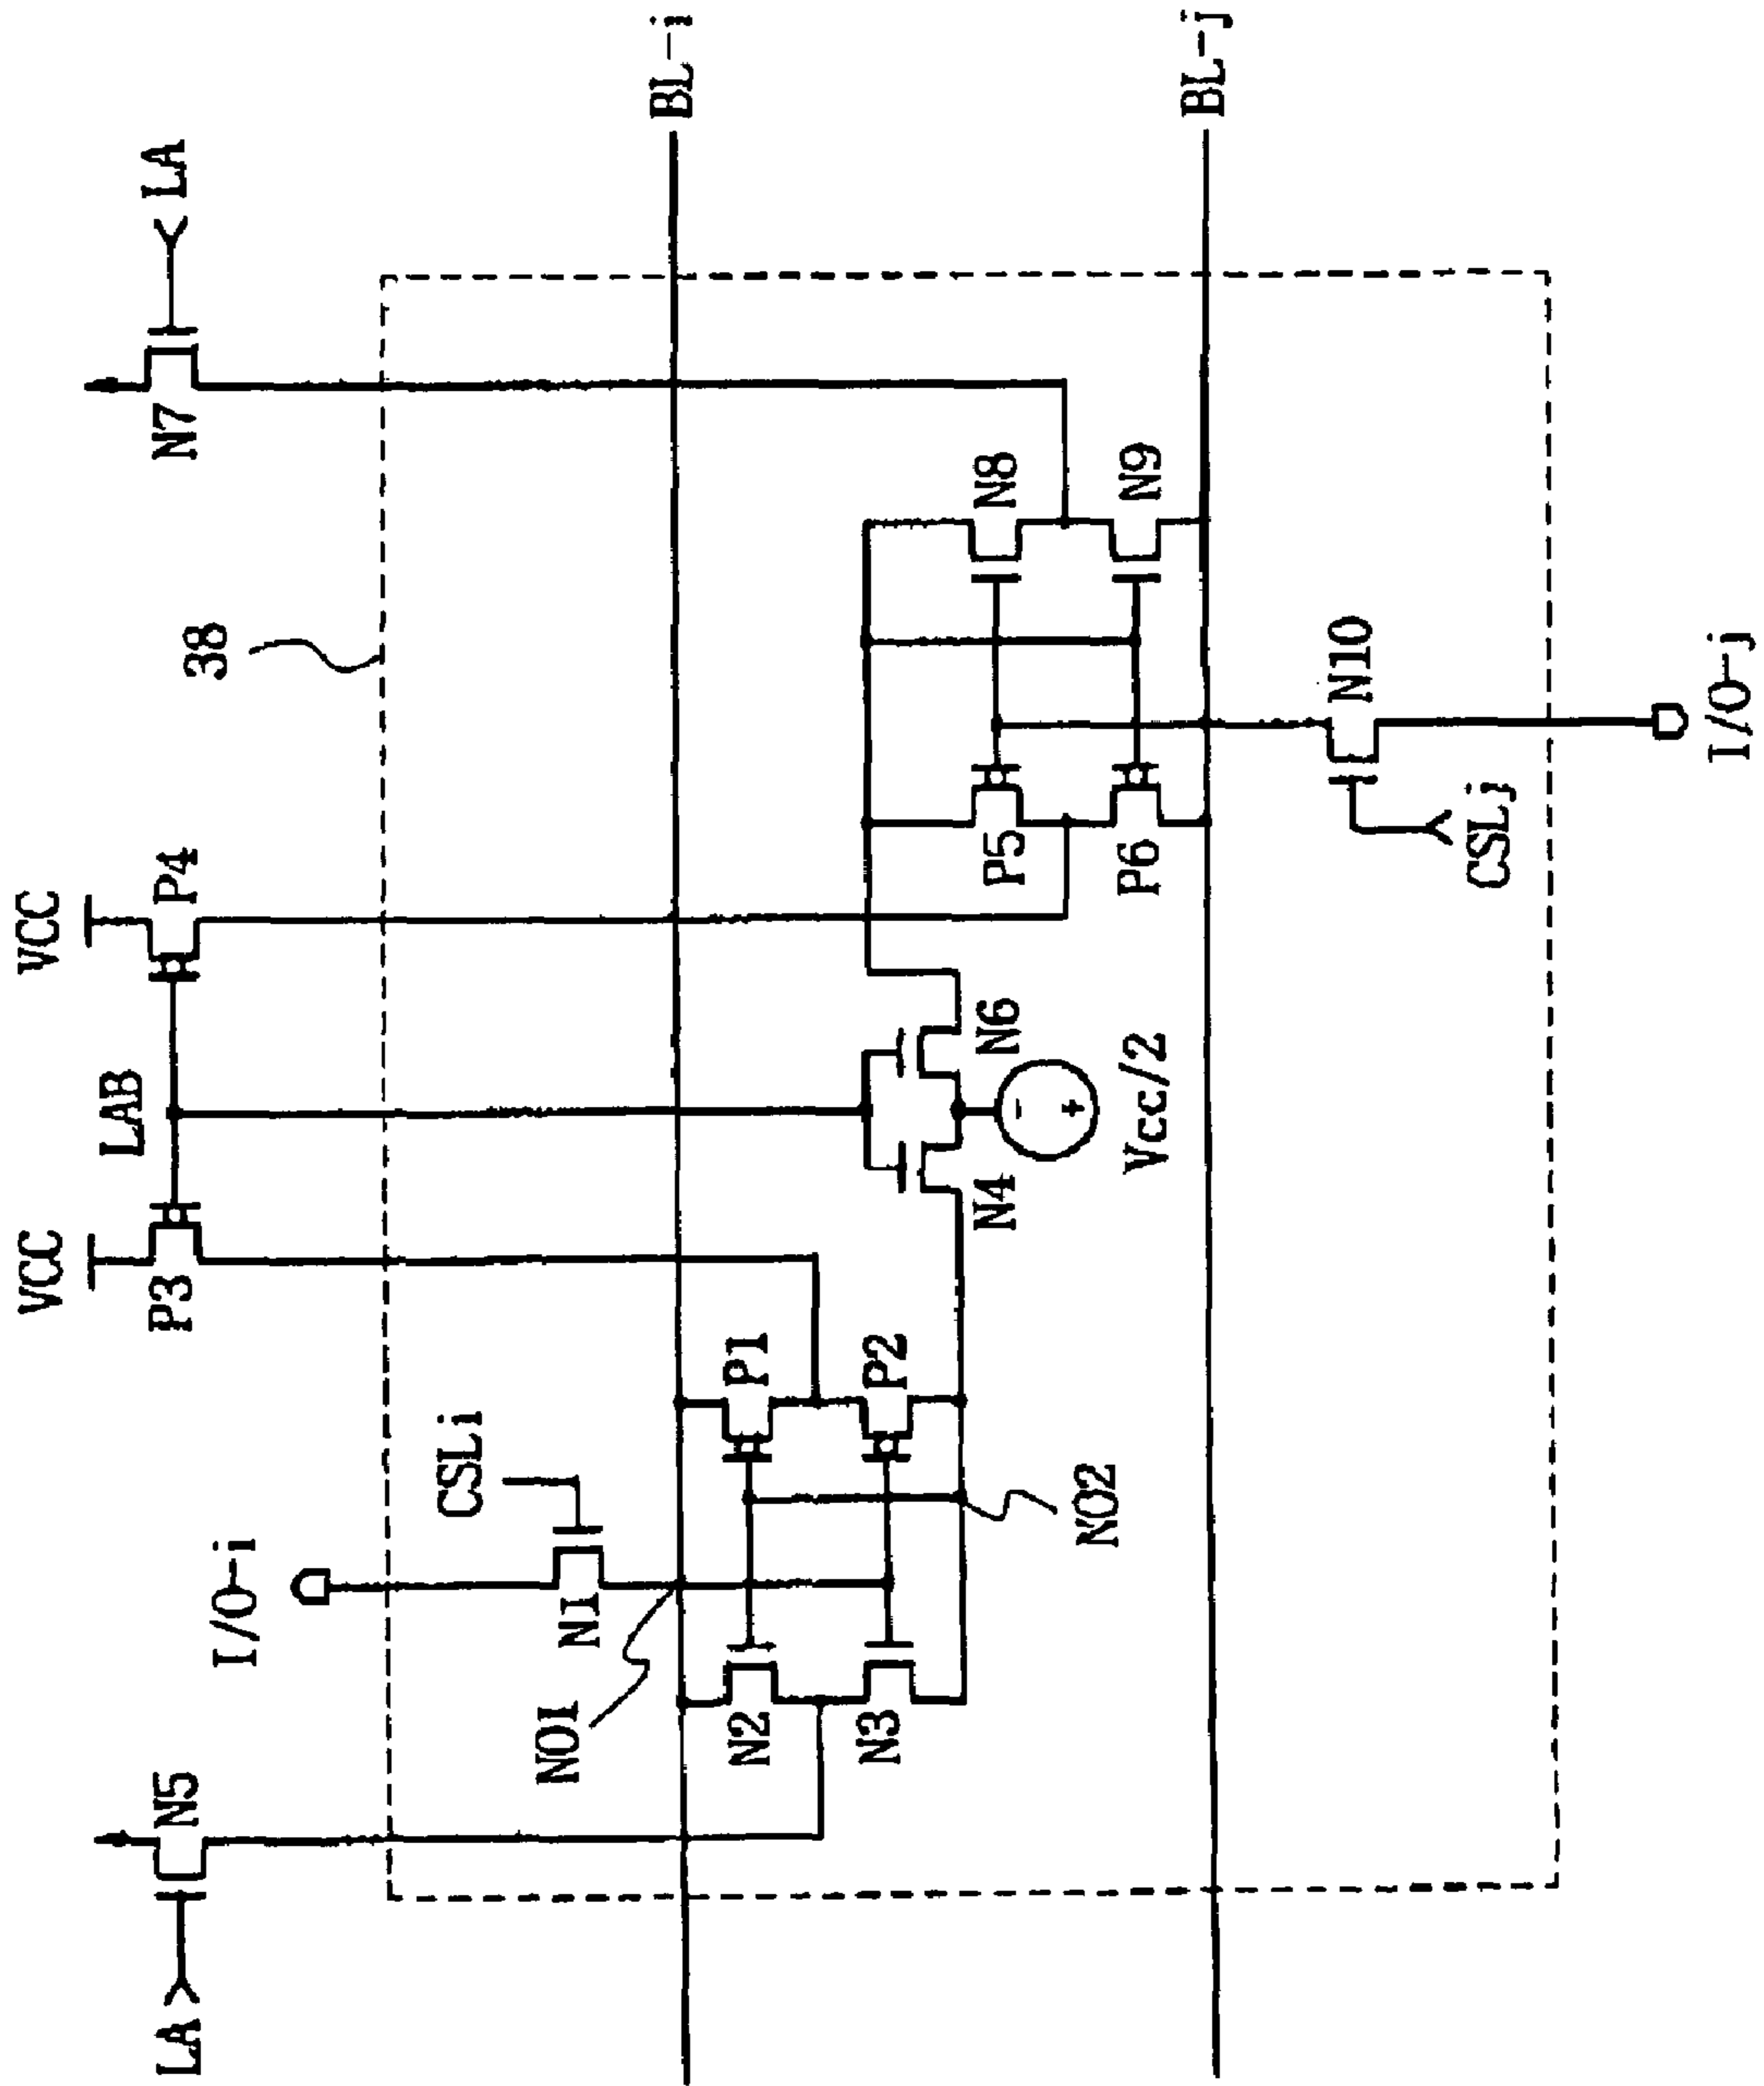 LA
N5
I/O-i
NO1
N1
CSLi
N2
N3
P1
P2
NO2
VCC
P3
LAB
VCC
P4
N4
N6
Vcc/2
-
+
38
N7
LA
BL-i
BL-j
P5
P6
N8
N9
N10
CSLj
I/O-j